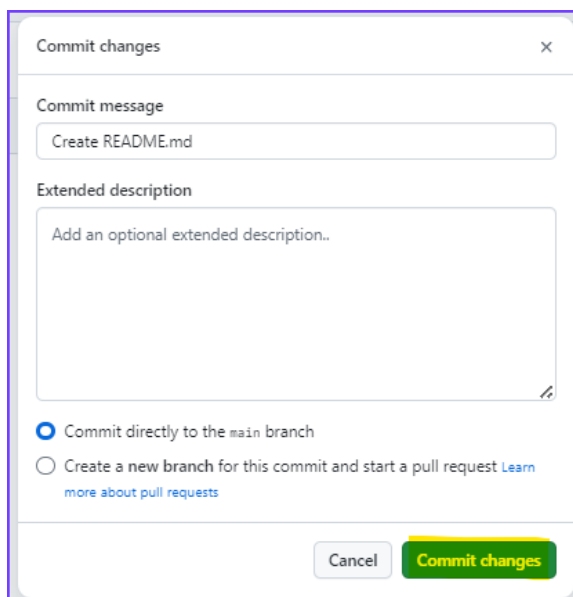 Commit changes
Commit message
Create README.md
Extended description
Add an optional extended description..
Commit directly to the main branch
Create a new branch for this commit and start a pull request Learn
more about pull requests
Cancel Commit changes